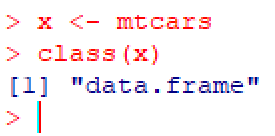 > x <- mtcars
> class(x)
[1] "data.frame"
>